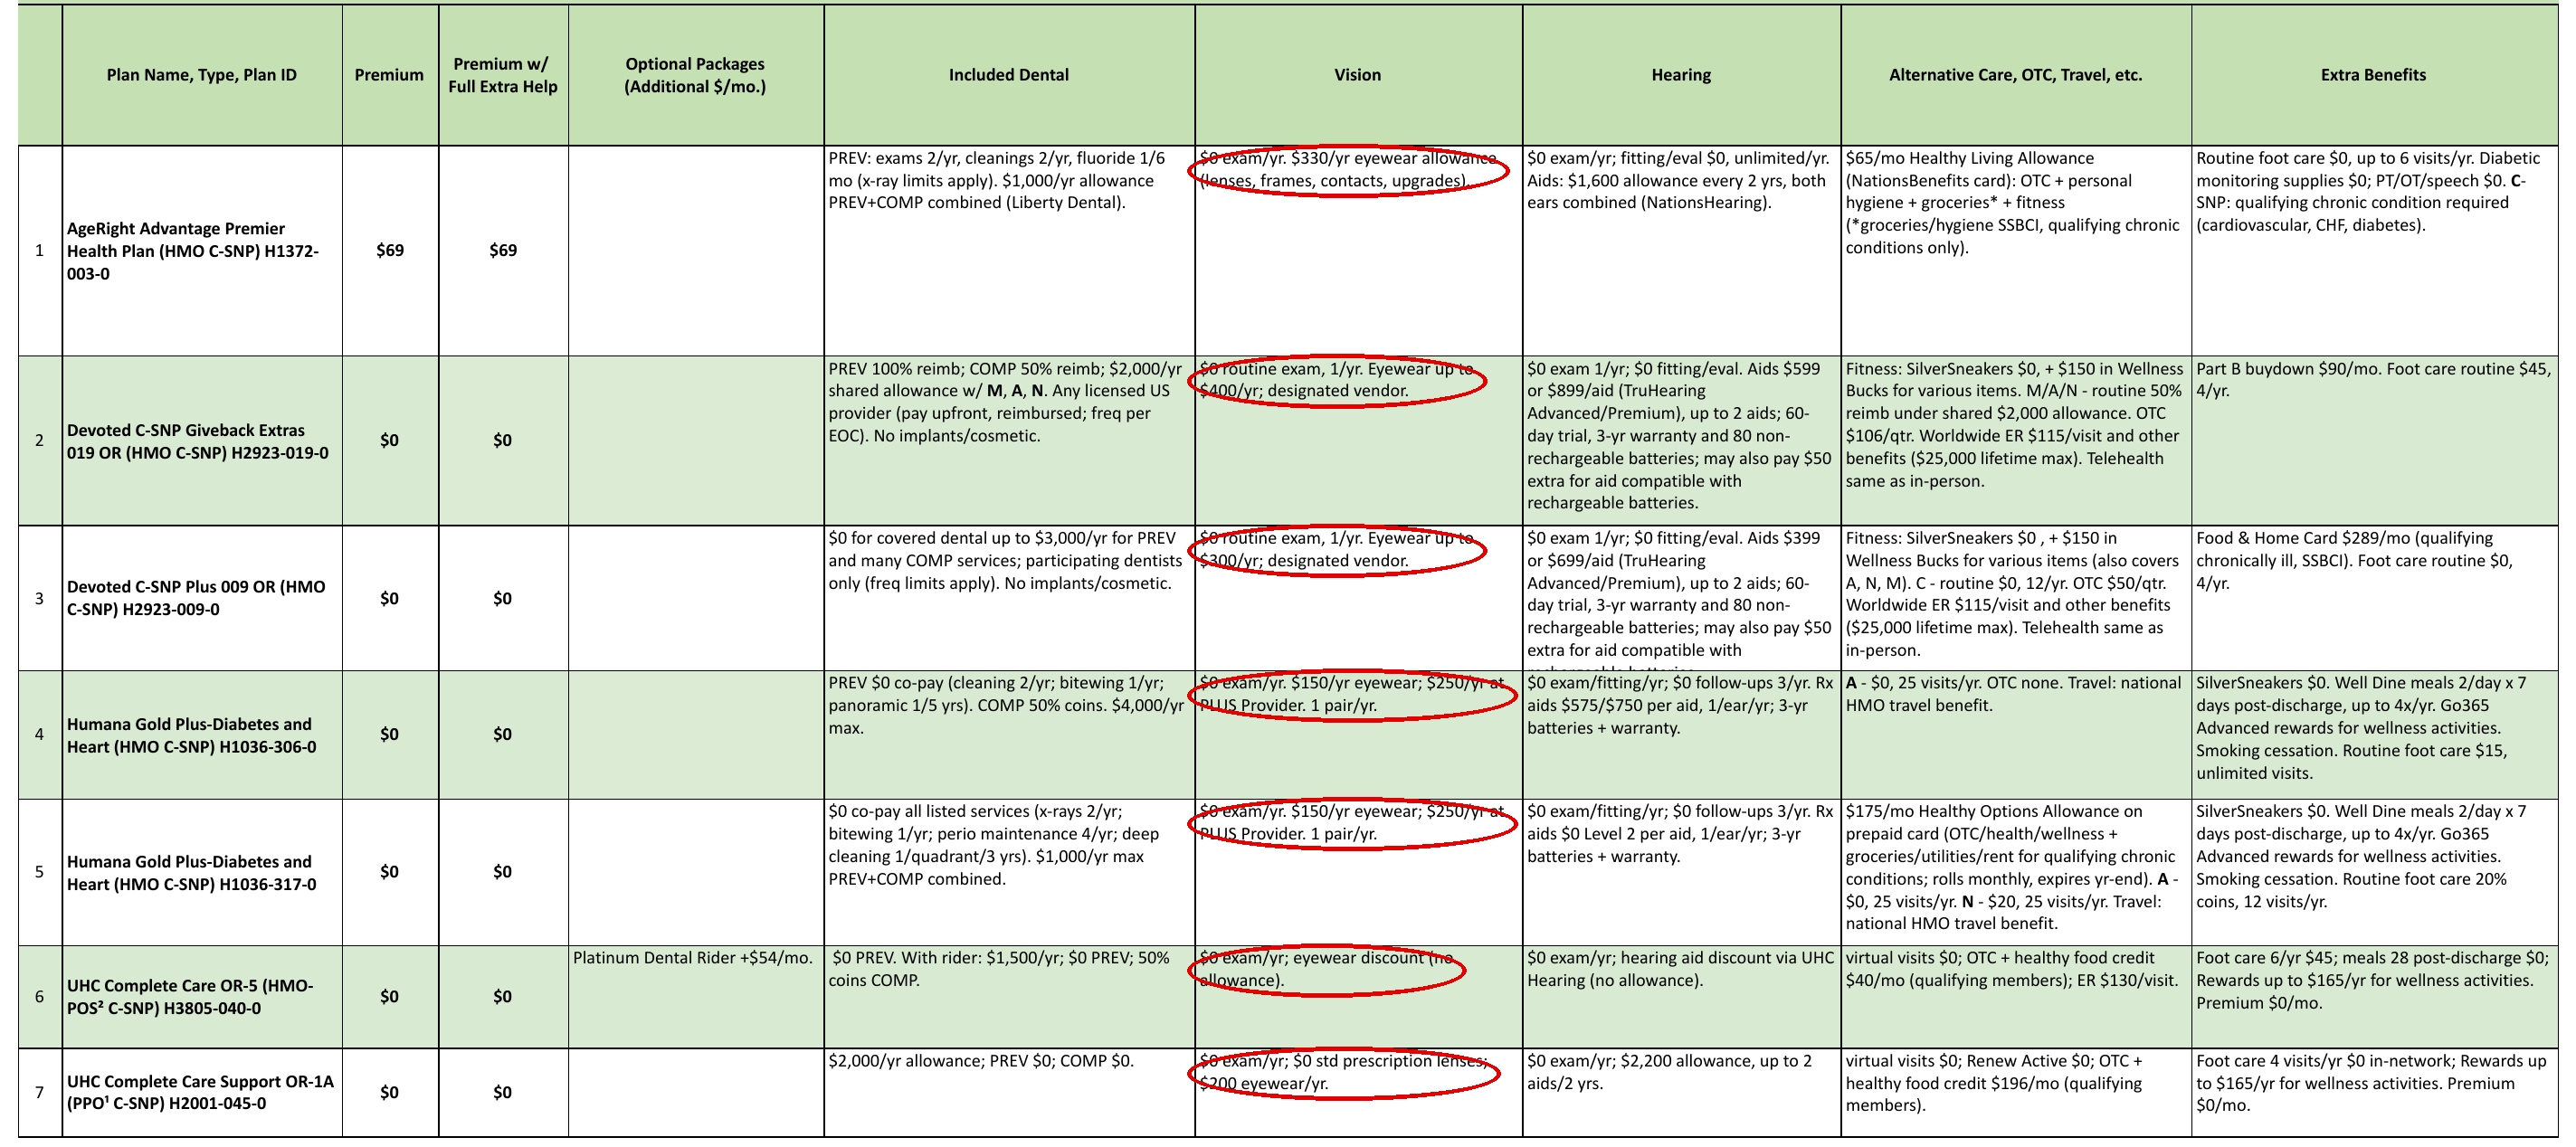 Plan Name, Type, Plan ID
Premium
Premium w/
Full Extra Help
Optional Packages
(Additional $/mo.)
Included Dental
Vision
Hearing
Alternative Care, OTC, Travel, etc.
Extra Benefits
1
AgeRight Advantage Premier
Health Plan (HMO C-SNP) H1372-
003-0
$69
$69
PREV: exams 2/yr, cleanings 2/yr, fluoride 1/6
mo (x-ray limits apply). $1,000/yr allowance
PREV+COMP combined (Liberty Dental).
$0 exam/yr. $330/yr eyewear allowance
(lenses, frames, contacts, upgrades).
$0 exam/yr; fitting/eval $0, unlimited/yr.
Aids: $1,600 allowance every 2 yrs, both
ears combined (NationsHearing).
$65/mo Healthy Living Allowance
(NationsBenefits card): OTC + personal
hygiene + groceries* + fitness
(*groceries/hygiene SSBCI, qualifying chronic
conditions only).
Routine foot care $0, up to 6 visits/yr. Diabetic
monitoring supplies $0; PT/OT/speech $0. C-
SNP: qualifying chronic condition required
(cardiovascular, CHF, diabetes).
2
Devoted C-SNP Giveback Extras
019 OR (HMO C-SNP) H2923-019-0
$0
$0
PREV 100% reimb; COMP 50% reimb; $2,000/yr
shared allowance w/ M, A, N. Any licensed US
provider (pay upfront, reimbursed; freq per
EOC). No implants/cosmetic.
$0 routine exam, 1/yr. Eyewear up to
$400/yr; designated vendor.
$0 exam 1/yr; $0 fitting/eval. Aids $599
or $899/aid (TruHearing
Advanced/Premium), up to 2 aids; 60-
day trial, 3-yr warranty and 80 non-
rechargeable batteries; may also pay $50
extra for aid compatible with
rechargeable batteries.
Fitness: SilverSneakers $0, + $150 in Wellness
Bucks for various items. M/A/N - routine 50%
reimb under shared $2,000 allowance. OTC
$106/qtr. Worldwide ER $115/visit and other
benefits ($25,000 lifetime max). Telehealth
same as in-person.
Part B buydown $90/mo. Foot care routine $45,
4/yr.
3
Devoted C-SNP Plus 009 OR (HMO
C-SNP) H2923-009-0
$0
$0
$0 for covered dental up to $3,000/yr for PREV
and many COMP services; participating dentists
only (freq limits apply). No implants/cosmetic.
$0 routine exam, 1/yr. Eyewear up to
$300/yr; designated vendor.
$0 exam 1/yr; $0 fitting/eval. Aids $399
or $699/aid (TruHearing
Advanced/Premium), up to 2 aids; 60-
day trial, 3-yr warranty and 80 non-
rechargeable batteries; may also pay $50
extra for aid compatible with
Fitness: SilverSneakers $0 , + $150 in
Wellness Bucks for various items (also covers
A, N, M). C - routine $0, 12/yr. OTC $50/qtr.
Worldwide ER $115/visit and other benefits
($25,000 lifetime max). Telehealth same as
in-person.
Food & Home Card $289/mo (qualifying
chronically ill, SSBCI). Foot care routine $0,
4/yr.
4
Humana Gold Plus-Diabetes and
Heart (HMO C-SNP) H1036-306-0
$0
$0
PREV $0 co-pay (cleaning 2/yr; bitewing 1/yr;
panoramic 1/5 yrs). COMP 50% coins. $4,000/yr
max.
$0 exam/yr. $150/yr eyewear; $250/yr at
PLUS Provider. 1 pair/yr.
$0 exam/fitting/yr; $0 follow-ups 3/yr. Rx
aids $575/$750 per aid, 1/ear/yr; 3-yr
batteries + warranty.
A - $0, 25 visits/yr. OTC none. Travel: national
HMO travel benefit.
SilverSneakers $0. Well Dine meals 2/day x 7
days post-discharge, up to 4x/yr. Go365
Advanced rewards for wellness activities.
Smoking cessation. Routine foot care $15,
unlimited visits.
5
Humana Gold Plus-Diabetes and
Heart (HMO C-SNP) H1036-317-0
$0
$0
$0 co-pay all listed services (x-rays 2/yr;
bitewing 1/yr; perio maintenance 4/yr; deep
cleaning 1/quadrant/3 yrs). $1,000/yr max
PREV+COMP combined.
$0 exam/yr. $150/yr eyewear; $250/yr at
PLUS Provider. 1 pair/yr.
$0 exam/fitting/yr; $0 follow-ups 3/yr. Rx
aids $0 Level 2 per aid, 1/ear/yr; 3-yr
batteries + warranty.
$175/mo Healthy Options Allowance on
prepaid card (OTC/health/wellness +
groceries/utilities/rent for qualifying chronic
conditions; rolls monthly, expires yr-end). A -
$0, 25 visits/yr. N - $20, 25 visits/yr. Travel:
national HMO travel benefit.
SilverSneakers $0. Well Dine meals 2/day x 7
days post-discharge, up to 4x/yr. Go365
Advanced rewards for wellness activities.
Smoking cessation. Routine foot care 20%
coins, 12 visits/yr.
6
UHC Complete Care OR-5 (HMO-
POS² C-SNP) H3805-040-0
$0
$0
Platinum Dental Rider +$54/mo.
$0 PREV. With rider: $1,500/yr; $0 PREV; 50%
coins COMP.
$0 exam/yr; eyewear discount (no
allowance).
$0 exam/yr; hearing aid discount via UHC
Hearing (no allowance).
virtual visits $0; OTC + healthy food credit
$40/mo (qualifying members); ER $130/visit.
Foot care 6/yr $45; meals 28 post-discharge $0;
Rewards up to $165/yr for wellness activities.
Premium $0/mo.
7
UHC Complete Care Support OR-1A
(PPO¹ C-SNP) H2001-045-0
$0
$0
$2,000/yr allowance; PREV $0; COMP $0.
$0 exam/yr; $0 std prescription lenses;
$200 eyewear/yr.
$0 exam/yr; $2,200 allowance, up to 2
aids/2 yrs.
virtual visits $0; Renew Active $0; OTC +
healthy food credit $196/mo (qualifying
members).
Foot care 4 visits/yr $0 in-network; Rewards up
to $165/yr for wellness activities. Premium
$0/mo.